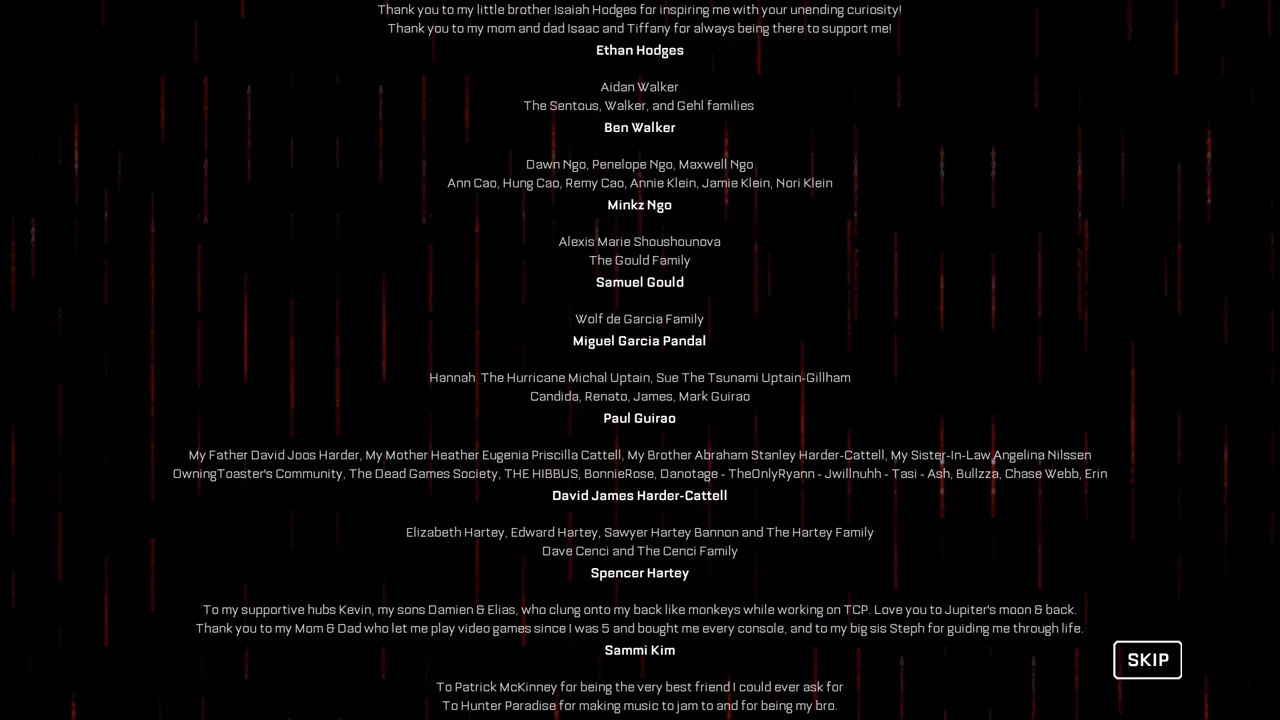 Thank you to my little brother Isaiah Hodges for inspiring me with your unending curiosity!
Thank you to my mom and dad Isaac and Tiffany for always being there to support me!
Ethan Hodges
Aidan Walker
The Sentous, Walker, and Gehl families
Ben Walker
Dawn Ngo, Penelope Ngo, Maxwell Ngo
Ann Cao, Hung Cao, Remy Cao, Annie Klein, Jamie Klein, Nori Klein
Minkz Ngo
Alexis Marie Shoushounova
The Gould Family
Samuel Gould
Wolf de Garcia Family
Miguel Garcia Pandal
Hannah  The Hurricane Michal Uptain, Sue The Tsunami Uptain-Gillham
Candida, Renato, James, Mark Guirao
Paul Guirao
My Father David Joos Harder, My Mother Heather Eugenia Priscilla Cattell, My Brother Abraham Stanley Harder-Cattell, My Sister-In-Law Angelina Nilssen
OwningToaster's Community, The Dead Games Society, THE HIBBUS, BonnieRose, Danotage - TheOnlyRyann - Jwillnuhh - Tasi - Ash, Bullzza, Chase Webb, Erin
David James Harder-Cattell
Elizabeth Hartey, Edward Hartey, Sawyer Hartey Bannon and The Hartey Family
Dave Cenci and The Cenci Family
Spencer Hartey
To my supportive hubs Kevin, my sons Damien & Elias, who clung onto my back like monkeys while working on TCP. Love you to Jupiter's moon & back.
Thank you to my Mom & Dad who let me play video games since I was 5 and bought me every console, and to my big sis Steph for guiding me through life.
Sammi Kim
SKIP
To Patrick McKinney for being the very best friend I could ever ask for
To Hunter Paradise for making music to jam to and for being my bro.